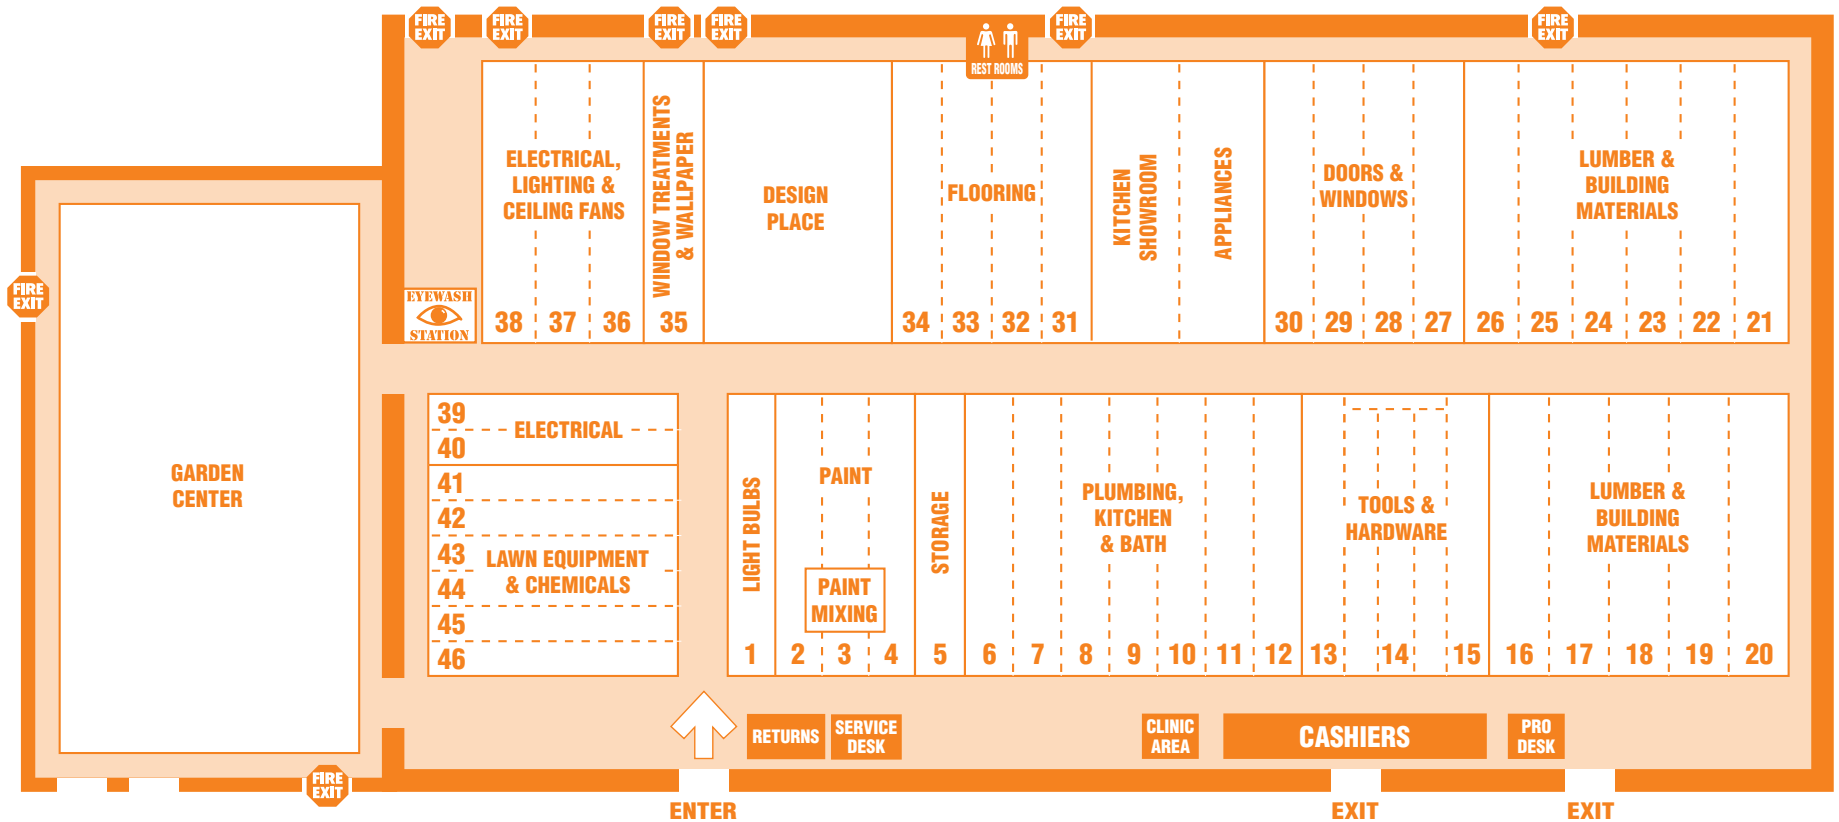 FIRE
EXIT
FIRE
EXIT
FIRE
EXIT
FIRE
EXIT
REST ROOMS
FIRE
EXIT
FIRE
EXIT
ELECTRICAL,
LIGHTING &
CEILING FANS
WINDOW TREATMENTS
& WALLPAPER
DESIGN
PLACE
FLOORING
KITCHEN
SHOWROOM
APPLIANCES
DOORS &
WINDOWS
LUMBER &
BUILDING
MATERIALS
FIRE
EXIT
EYEWASH
STATION
38 37 36 35 34 33 32 31 30 29 28 27 26 25 24 23 22 21
GARDEN
CENTER
39
ELECTRICAL
40
41
42
43
LAWN EQUIPMENT
& CHEMICALS
44
45
46
LIGHT BULBS
PAINT
PAINT
MIXING
STORAGE
PLUMBING,
KITCHEN
& BATH
TOOLS &
HARDWARE
LUMBER &
BUILDING
MATERIALS
1 2 3 4 5 6 7 8 9 10 11 12 13 14 15 16 17 18 19 20
RETURNS
SERVICE
DESK
CLINIC
AREA
CASHIERS
PRO
DESK
FIRE
EXIT
ENTER
EXIT
EXIT